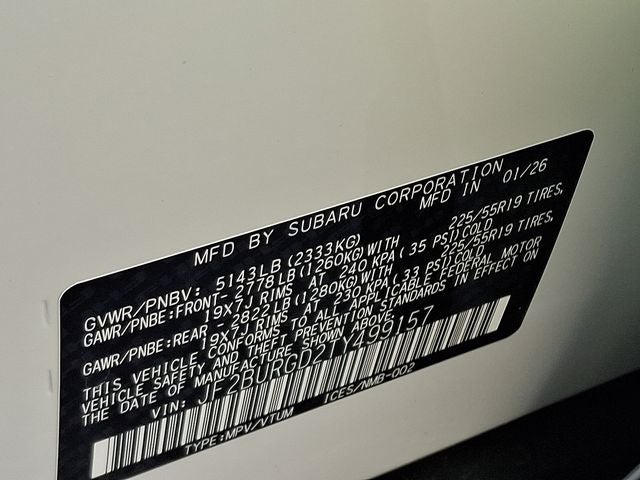 MFD BY SUBARU CORPORATION
MFD IN 01/26
GVWR/PNBV: 5143LB (2333KG)
GAWR/PNBE:FRONT-2778LB(1260KG)WITH 225/55R19 TIRES,
19X7J RIMS AT 240 KPA ( 35 PSI)COLD
GAWR/PNBE:REAR -2822LB(1280KG)WITH 225/55R19 TIRES,
19X7J RIMS AT 230 KPA ( 33 PSI)COLD
THIS VEHICLE CONFORMS TO ALL APPLICABLE FEDERAL MOTOR
VEHICLE SAFETY AND THEFT PREVENTION STANDARDS IN EFFECT ON
THE DATE OF MANUFACTURE SHOWN ABOVE.
VIN: JF2BURGD2TY499157
TYPE:MPV/VTUM ICES/NMB-002